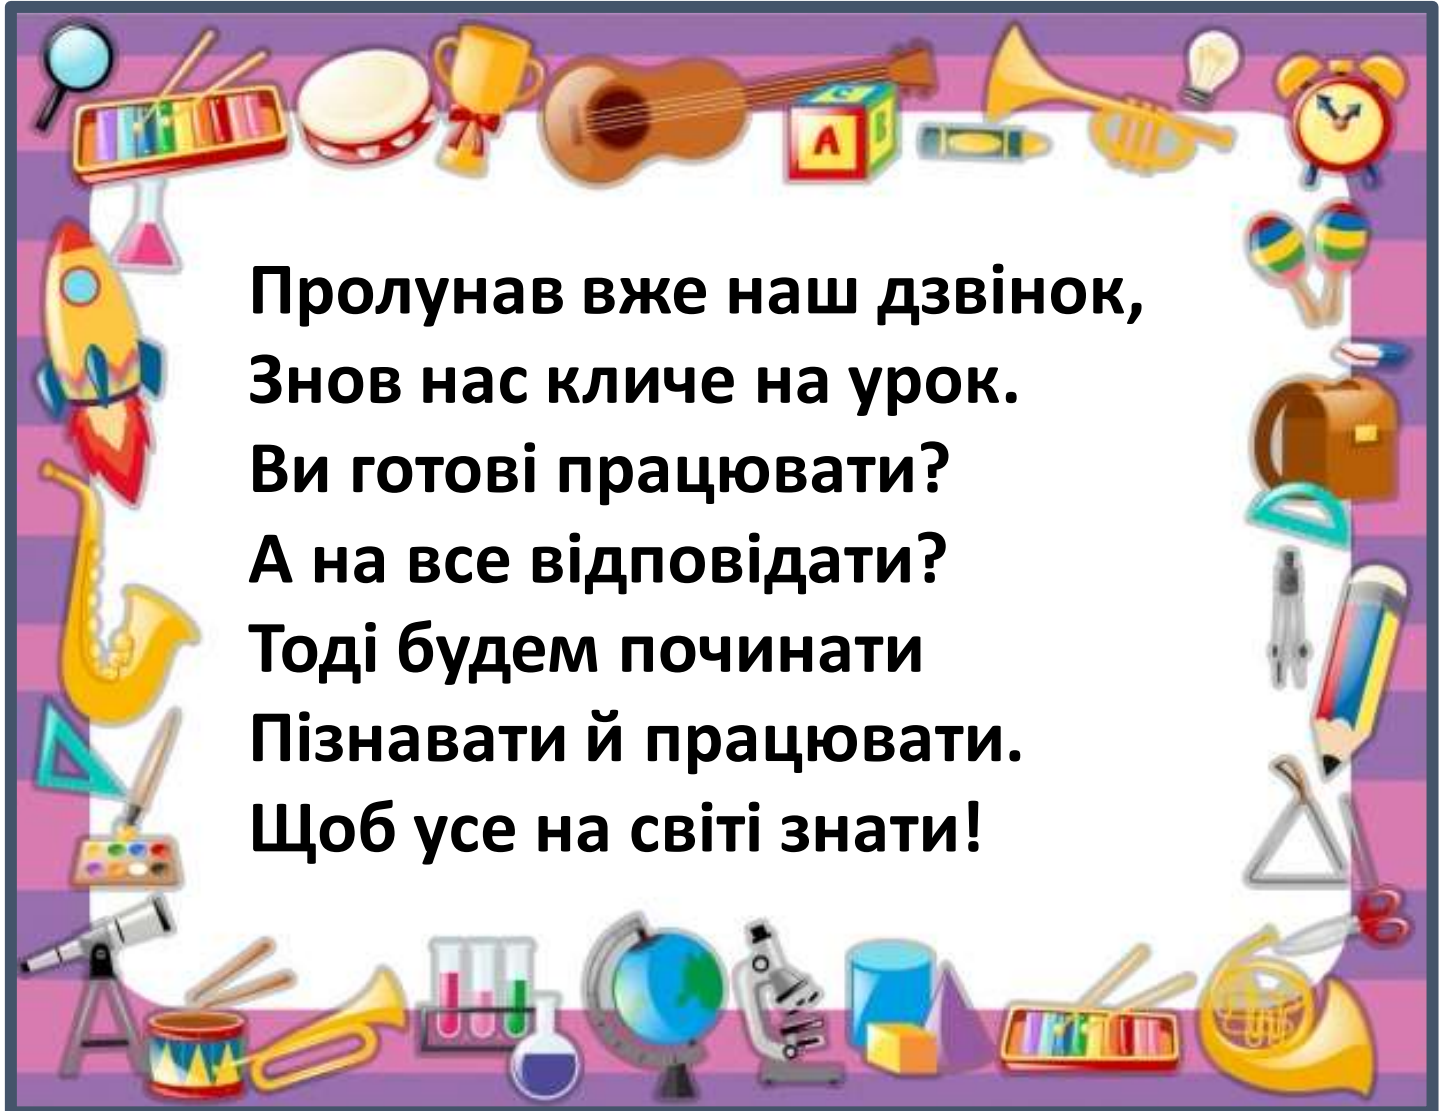 Пролунав вже наш дзвінок,
Знов нас кличе на урок.
Ви готові працювати?
А на все відповідати?
Тоді будем починати
Пізнавати й працювати.
Щоб усе на світі знати!
A
B
C